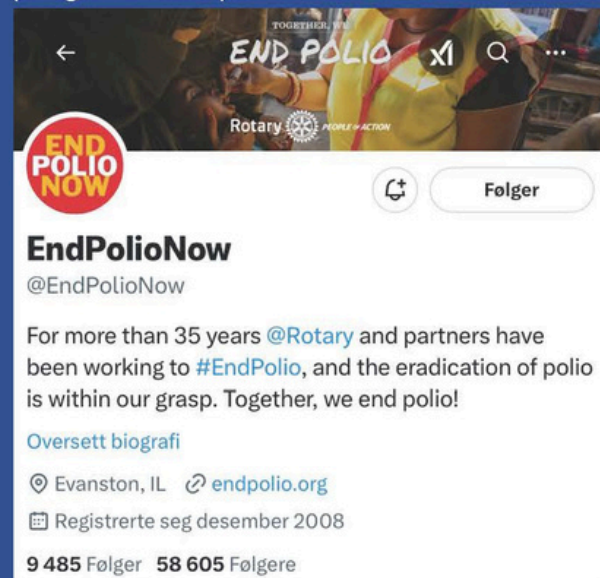 TOGETHER, WE
END POLIO
Rotary PEOPLE OF ACTION
END
POLIO
NOW
Følger
EndPolioNow
@EndPolioNow
For more than 35 years @Rotary and partners have
been working to #EndPolio, and the eradication of polio
is within our grasp. Together, we end polio!
Oversett biografi
Evanston, IL endpolio.org
Registrerte seg desember 2008
9 485 Følger 58 605 Følgere